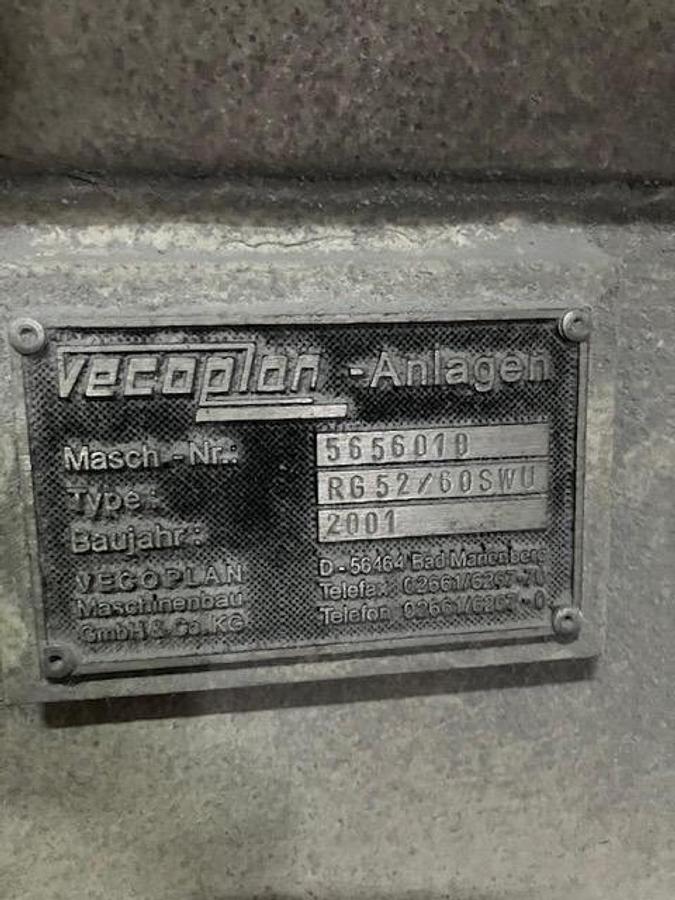 vecoplan -Anlagen
Masch.-Nr.: 5656010
Type: RG52/60SWU
Baujahr: 2001
VECOPLAN D-56464 Bad Marienberg
Maschinenbau Telefax: 02661/6267-70
GmbH & Co. KG Telefon 02661/6267-0